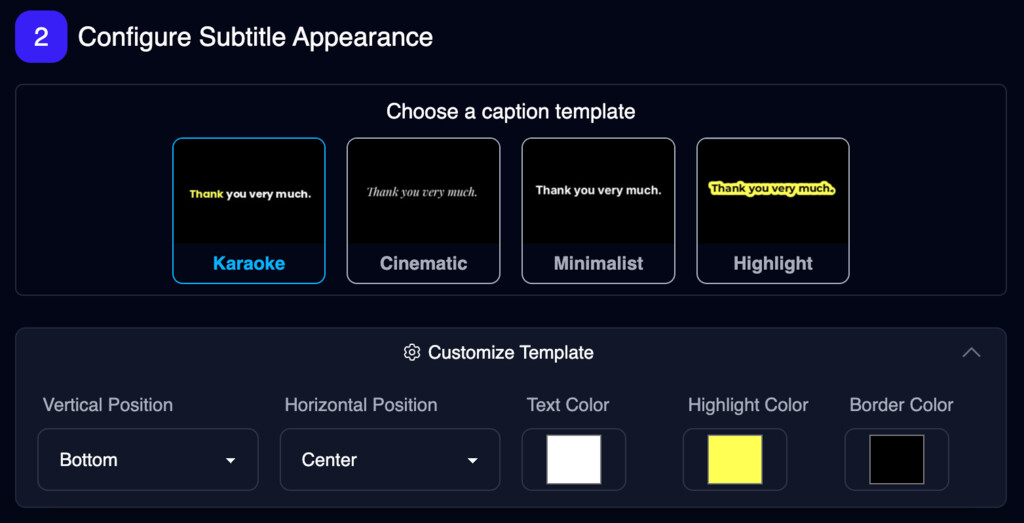 2 Configure Subtitle Appearance
Choose a caption template
Thank you very much.
Karaoke
Thank you very much.
Cinematic
Thank you very much.
Minimalist
Thank you very much.
Highlight
Customize Template
Vertical Position
Bottom
Horizontal Position
Center
Text Color
Highlight Color
Border Color